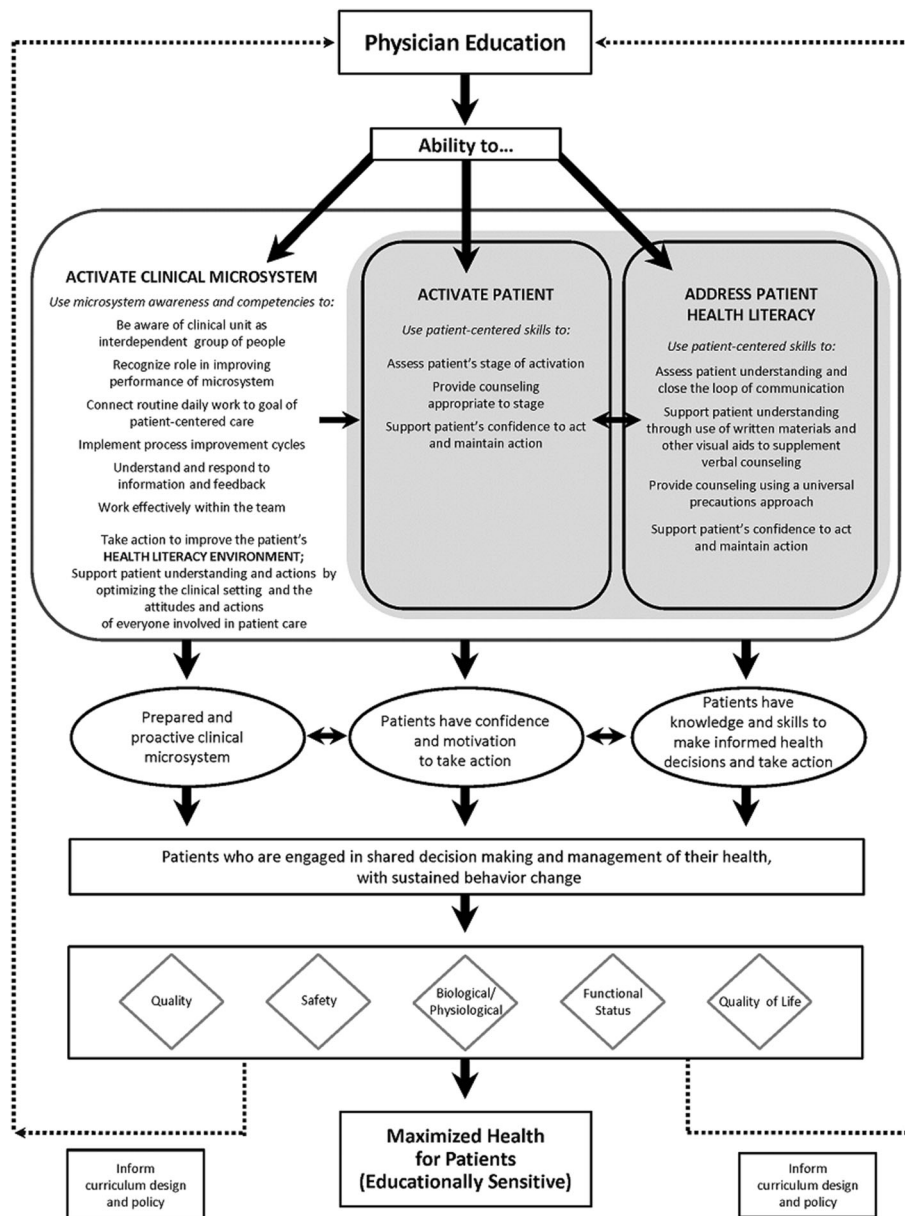 Physician Education
Ability to...
ACTIVATE CLINICAL MICROSYSTEM
Use microsystem awareness and competencies to:
Be aware of clinical unit as
interdependent group of people
Recognize role in improving
performance of microsystem
Connect routine daily work to goal of
patient-centered care
Implement process improvement cycles
Understand and respond to
information and feedback
Work effectively within the team
Take action to improve the patient's
HEALTH LITERACY ENVIRONMENT;
Support patient understanding and actions by
optimizing the clinical setting and the
attitudes and actions
of everyone involved in patient care
ACTIVATE PATIENT
Use patient-centered skills to:
Assess patient's stage of activation
Provide counseling
appropriate to stage
Support patient's confidence to act
and maintain action
ADDRESS PATIENT
HEALTH LITERACY
Use patient-centered skills to:
Assess patient understanding and
close the loop of communication
Support patient understanding
through use of written materials and
other visual aids to supplement
verbal counseling
Provide counseling using a universal
precautions approach
Support patient's confidence to act
and maintain action
Prepared and
proactive clinical
microsystem
Patients have confidence
and motivation
to take action
Patients have
knowledge and skills to
make informed health
decisions and take action
Patients who are engaged in shared decision making and management of their health,
with sustained behavior change
Quality
Safety
Biological/
Physiological
Functional
Status
Quality of Life
Maximized Health
for Patients
(Educationally Sensitive)
Inform
curriculum design
and policy
Inform
curriculum design
and policy